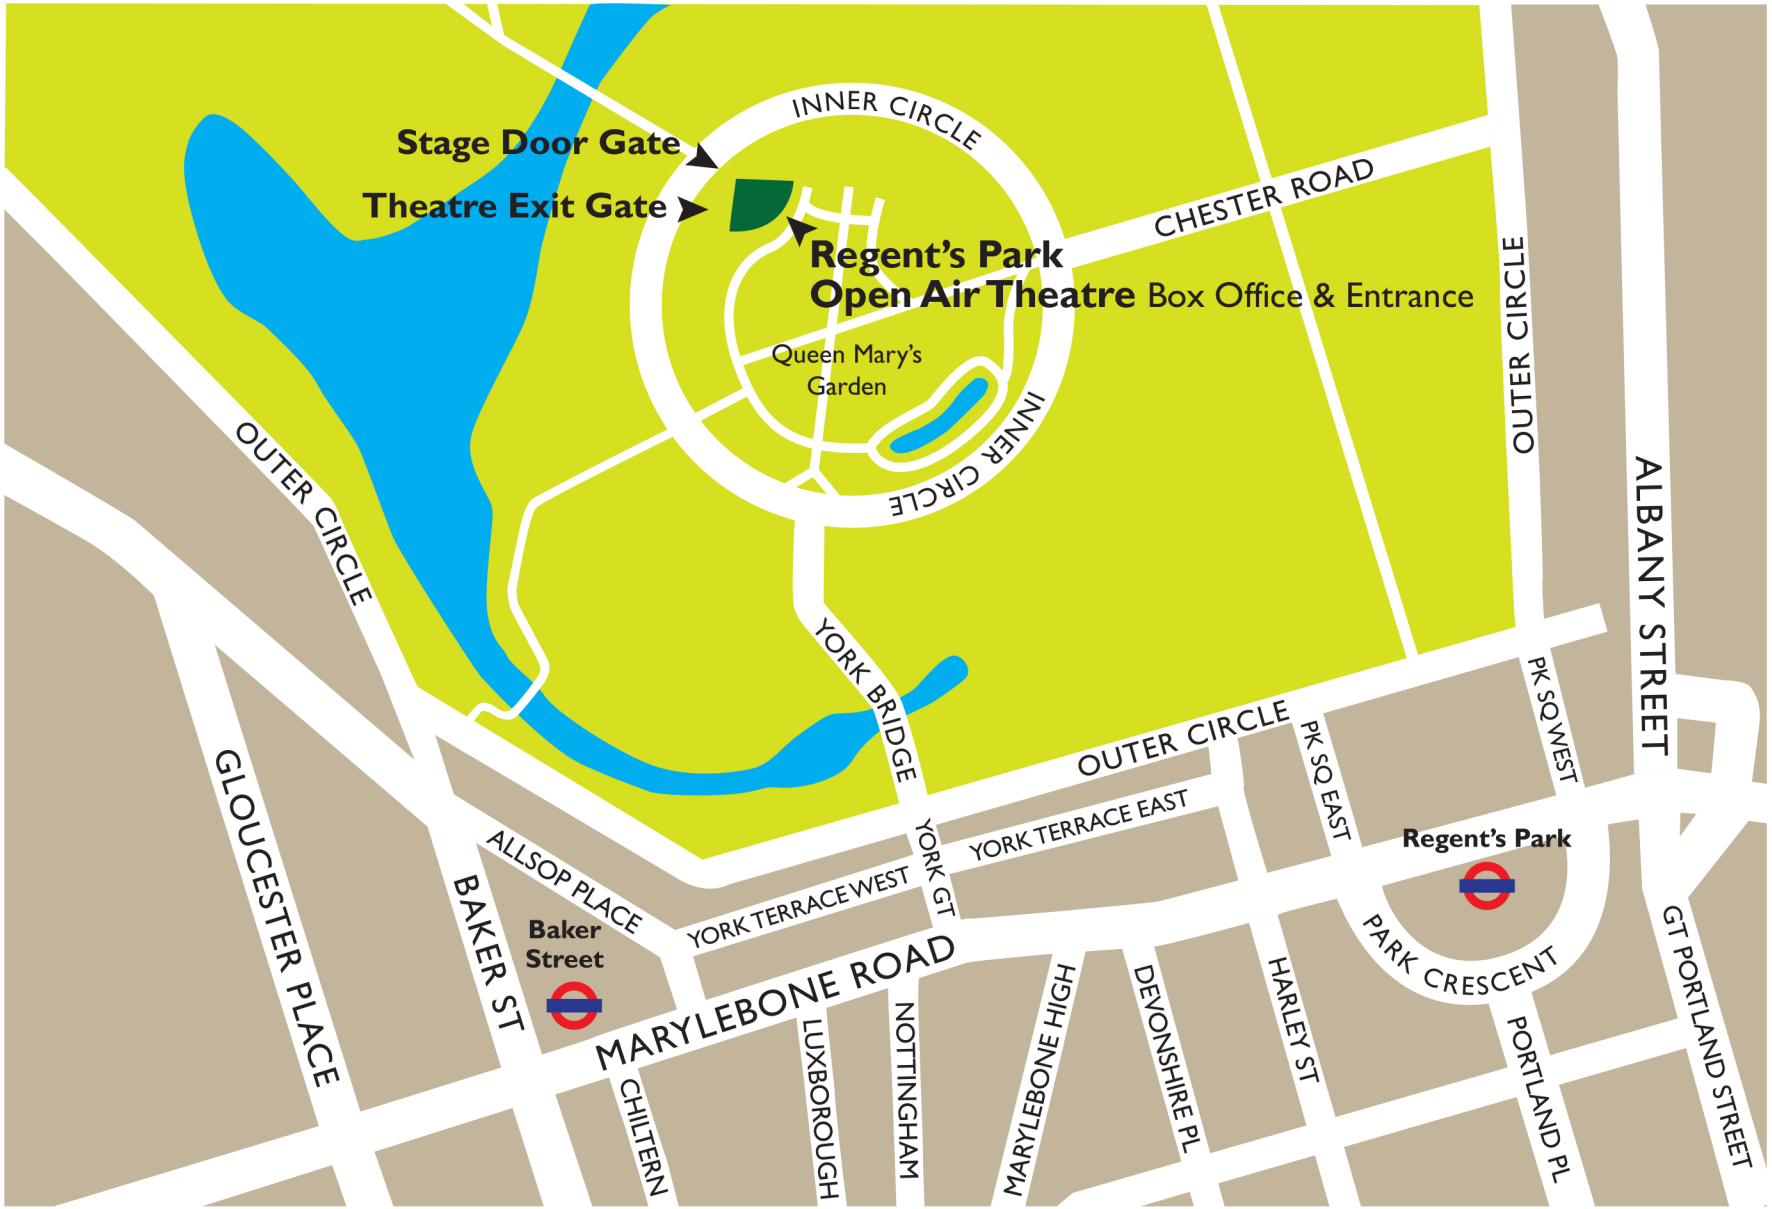 INNER CIRCLE
Stage Door Gate
Theatre Exit Gate
CHESTER ROAD
Regent's Park
Open Air Theatre Box Office & Entrance
Queen Mary's
Garden
INNER CIRCLE
OUTER CIRCLE
OUTER CIRCLE
ALBANY STREET
YORK BRIDGE
OUTER CIRCLE
PK SQ WEST
PK SQ EAST
GLOUCESTER PLACE
YORK TERRACE EAST
YORK GT
YORK TERRACE WEST
ALLSOP PLACE
BAKER ST
Baker
Street
Regent's Park
MARYLEBONE ROAD
PARK CRESCENT
GT PORTLAND STREET
CHILTERN
LUXBOROUGH
NOTTINGHAM
MARYLEBONE HIGH
DEVONSHIRE PL
HARLEY ST
PORTLAND PL